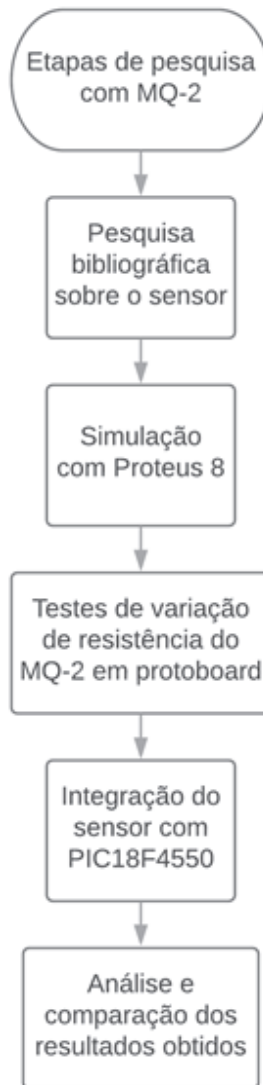 Etapas de pesquisa
com MQ-2
Pesquisa
bibliográfica
sobre o sensor
Simulação
com Proteus 8
Testes de variação
de resistência do
MQ-2 em protoboard
Integração do
sensor com
PIC18F4550
Análise e
comparação dos
resultados obtidos